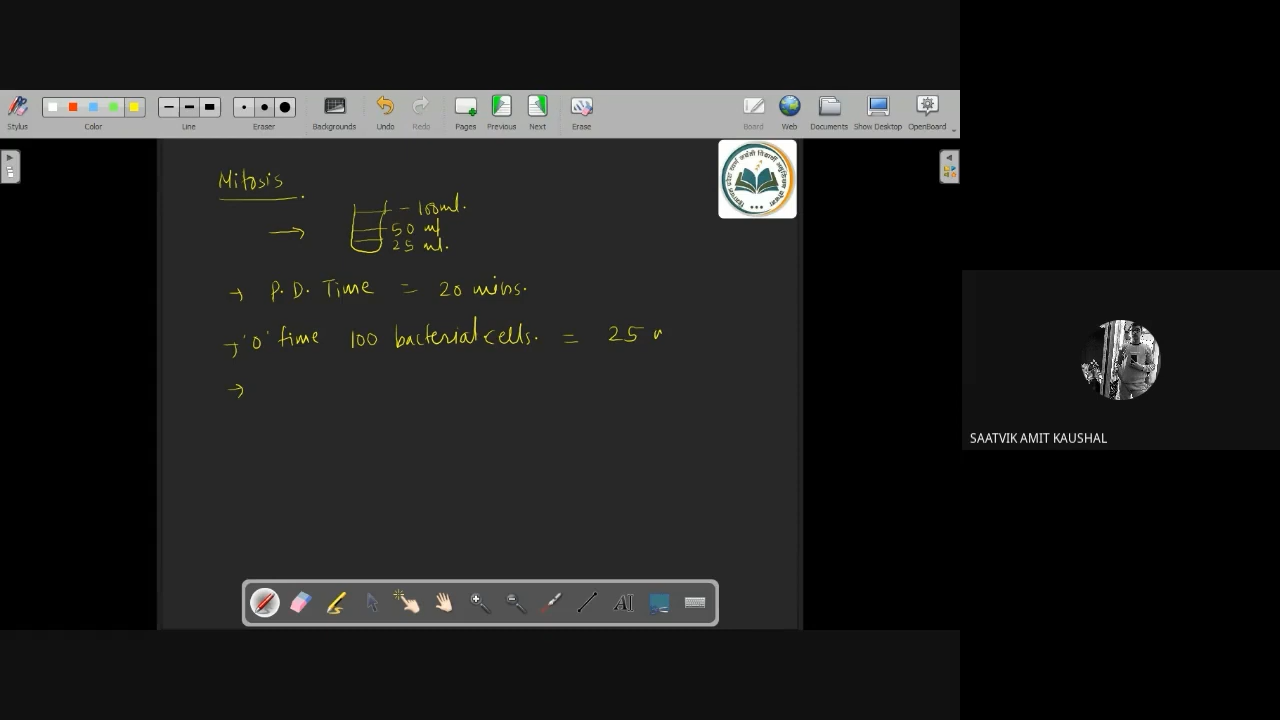 Stylus
Color
Line
Eraser
Backgrounds
Undo
Redo
Pages
Previous
Next
Erase
Board
Web
Documents
Show Desktop
OpenBoard
Mitosis
- 100ml.
50 ml
25 ml.
→ P.D. Time = 20 mins.
→ '0' time 100 bacterial cells. = 25
→
SAATVIK AMIT KAUSHAL